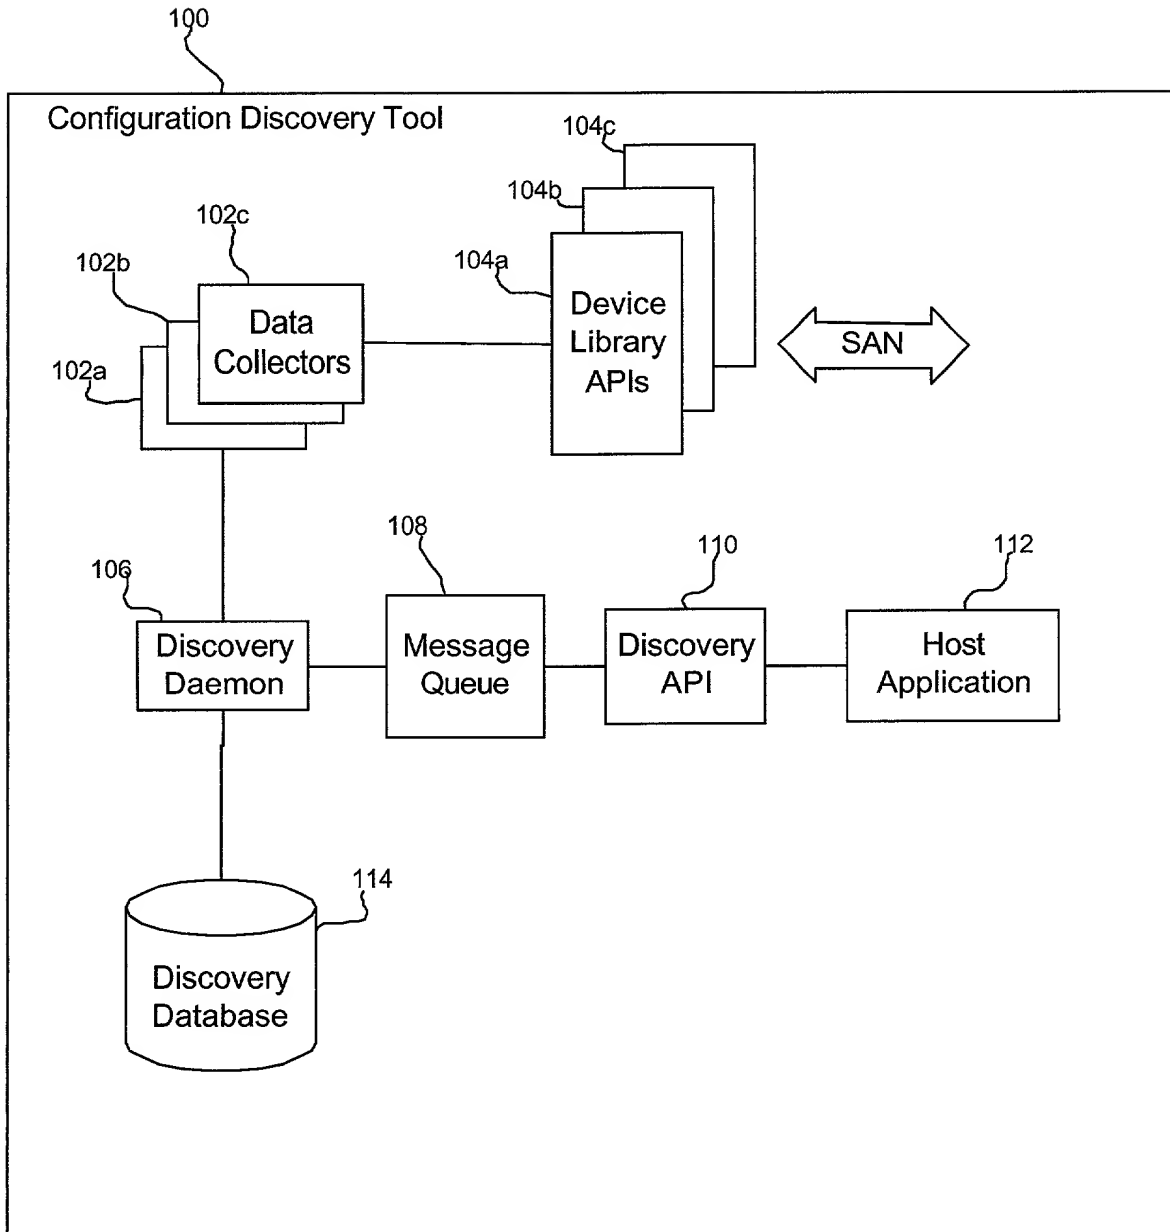 100
Configuration Discovery Tool
104c
104b
104a
102c
102b
102a
Data
Collectors
Device
Library
APIs
SAN
106
108
110
112
Discovery
Daemon
Message
Queue
Discovery
API
Host
Application
114
Discovery
Database